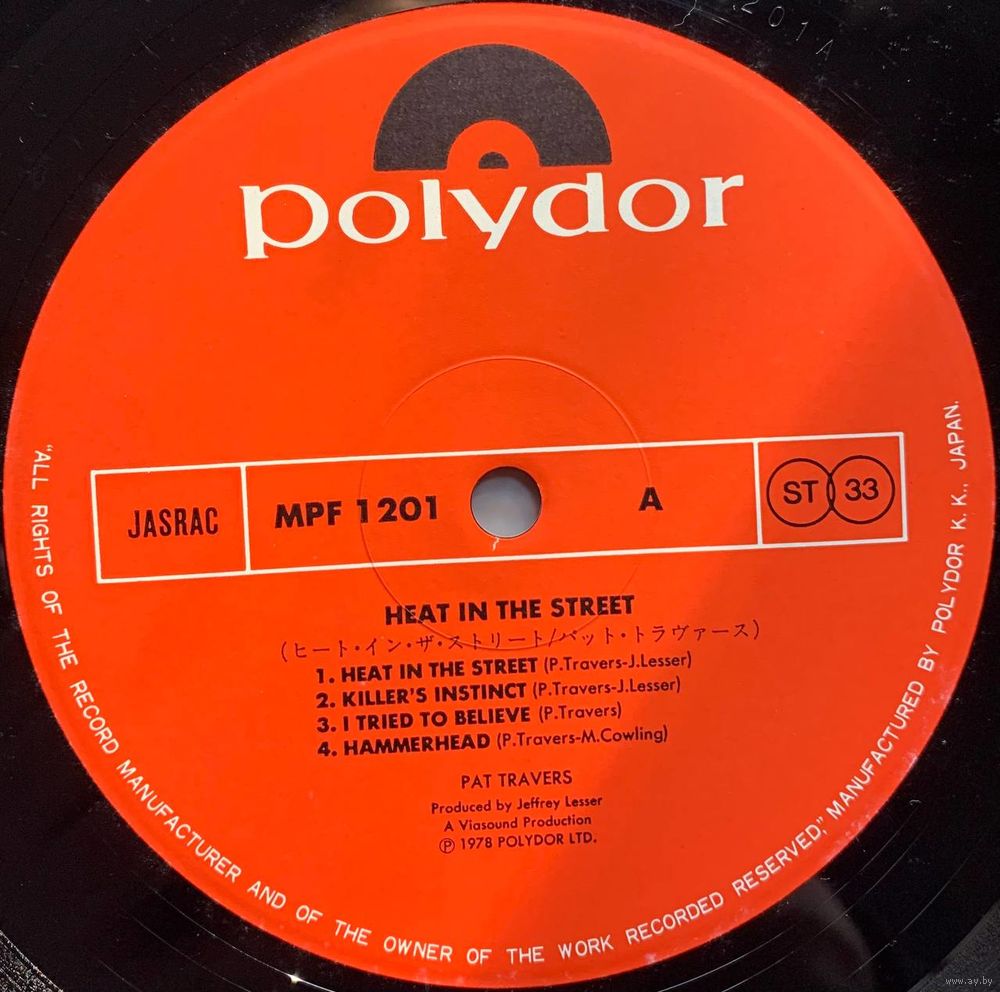 201A
polydor
JASRAC
MPF 1201
A
ST 33
HEAT IN THE STREET
(ヒート・イン・ザ・ストリート/パット・トラヴァース)
1. HEAT IN THE STREET (P.Travers-J.Lesser)
2. KILLER'S INSTINCT (P.Travers-J.Lesser)
3. I TRIED TO BELIEVE (P.Travers)
4. HAMMERHEAD (P.Travers-M.Cowling)
PAT TRAVERS
Produced by Jeffrey Lesser
A Viasound Production
Ⓟ 1978 POLYDOR LTD.
"ALL RIGHTS OF THE RECORD MANUFACTURER AND OF THE OWNER OF THE WORK RECORDED RESERVED," MANUFACTURED BY POLYDOR K. K., JAPAN.
www.ay.by